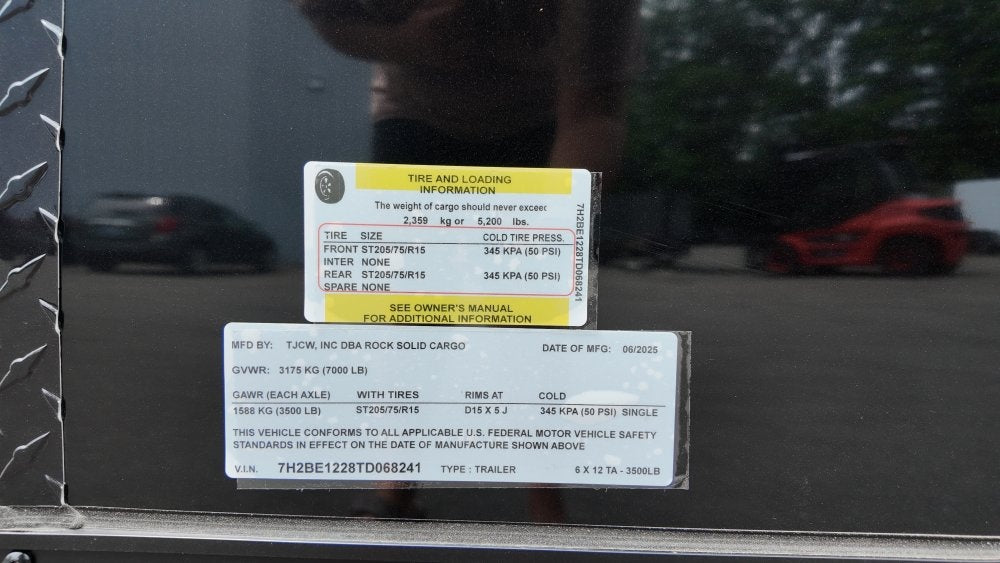 TIRE AND LOADING
INFORMATION
The weight of cargo should never exceed
2,359 kg or 5,200 lbs.
TIRE SIZE COLD TIRE PRESS.
FRONT ST205/75/R15 345 KPA (50 PSI)
INTER NONE
REAR ST205/75/R15 345 KPA (50 PSI)
SPARE NONE
SEE OWNER'S MANUAL
FOR ADDITIONAL INFORMATION
7H2BE1228TD068241
MFD BY: TJCW, INC DBA ROCK SOLID CARGO DATE OF MFG: 06/2025
GVWR: 3175 KG (7000 LB)
GAWR (EACH AXLE) WITH TIRES RIMS AT COLD
1588 KG (3500 LB) ST205/75/R15 D15 X 5 J 345 KPA (50 PSI) SINGLE
THIS VEHICLE CONFORMS TO ALL APPLICABLE U.S. FEDERAL MOTOR VEHICLE SAFETY
STANDARDS IN EFFECT ON THE DATE OF MANUFACTURE SHOWN ABOVE
V.I.N. 7H2BE1228TD068241 TYPE : TRAILER 6 X 12 TA - 3500LB